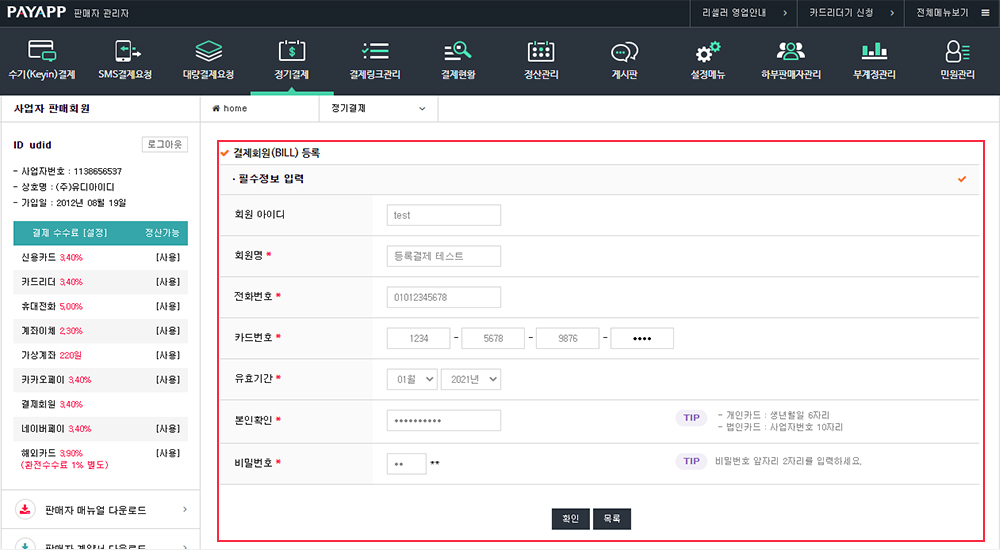 PAYAPP 판매자 관리자
리셀러 영업안내 >
카드리더기 신청 >
전체메뉴보기
수기(Keyin)결제
SMS결제요청
대량결제요청
정기결제
결제링크관리
결제현황
정산관리
게시판
설정메뉴
하부판매자관리
부계정관리
민원관리
사업자 판매회원
home
정기결제
ID udid
로그아웃
- 사업자번호 : 1138656537
- 상호명 : (주)유디아이디
- 가입일 : 2012년 08월 19일
결제 수수료 [설정] 정산가능
신용카드 3,40% [사용]
카드리더 3,40% [사용]
휴대전화 5,00% [사용]
계좌이체 2,30% [사용]
가상계좌 220원 [사용]
카카오페이 3,40% [사용]
결제회원 3,40%
네이버페이 3,40% [사용]
해외카드 3,90% [사용]
(환전수수료 1% 별도)
판매자 매뉴얼 다운로드 >
판매자 계약서 다운로드
결제회원(BILL) 등록
· 필수정보 입력
회원 아이디 test
회원명 * 등록결제 테스트
전화번호 * 01012345678
카드번호 * 1234 - 5678 - 9876 - ••••
유효기간 * 01월 2021년
본인확인 * ••••••••••
TIP - 개인카드 : 생년월일 6자리
- 법인카드 : 사업자번호 10자리
비밀번호 * •• **
TIP 비밀번호 앞자리 2자리를 입력하세요.
확인
목록